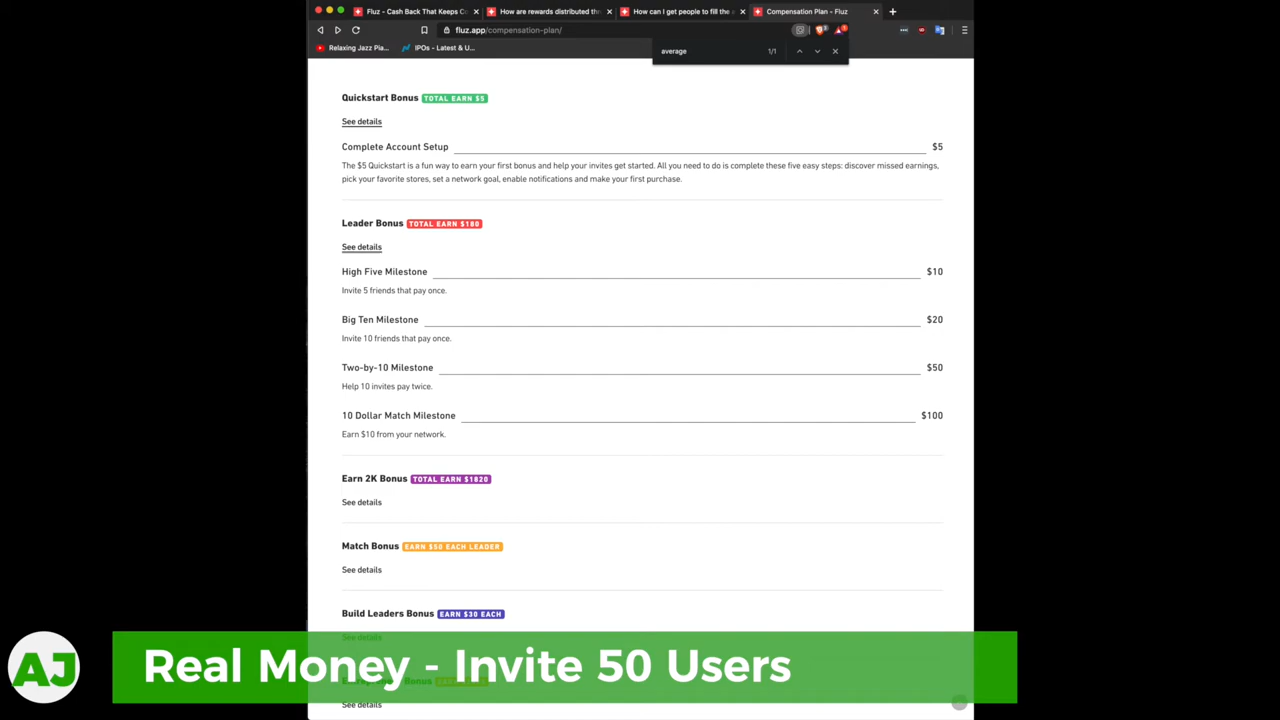 Fluz - Cash Back That Keeps C
How are rewards distributed thr
How can I get people to fill the a
Compensation Plan - Fluz
fluz.app/compensation-plan/
Relaxing Jazz Pia...
IPOs - Latest & U...
average
1/1
Quickstart Bonus TOTAL EARN $5
See details
Complete Account Setup $5
The $5 Quickstart is a fun way to earn your first bonus and help your invites get started. All you need to do is complete these five easy steps: discover missed earnings,
pick your favorite stores, set a network goal, enable notifications and make your first purchase.
Leader Bonus TOTAL EARN $180
See details
High Five Milestone $10
Invite 5 friends that pay once.
Big Ten Milestone $20
Invite 10 friends that pay once.
Two-by-10 Milestone $50
Help 10 invites pay twice.
10 Dollar Match Milestone $100
Earn $10 from your network.
Earn 2K Bonus TOTAL EARN $1820
See details
Match Bonus EARN $50 EACH LEADER
See details
Build Leaders Bonus EARN $30 EACH
See details
AJ
Real Money - Invite 50 Users
See details